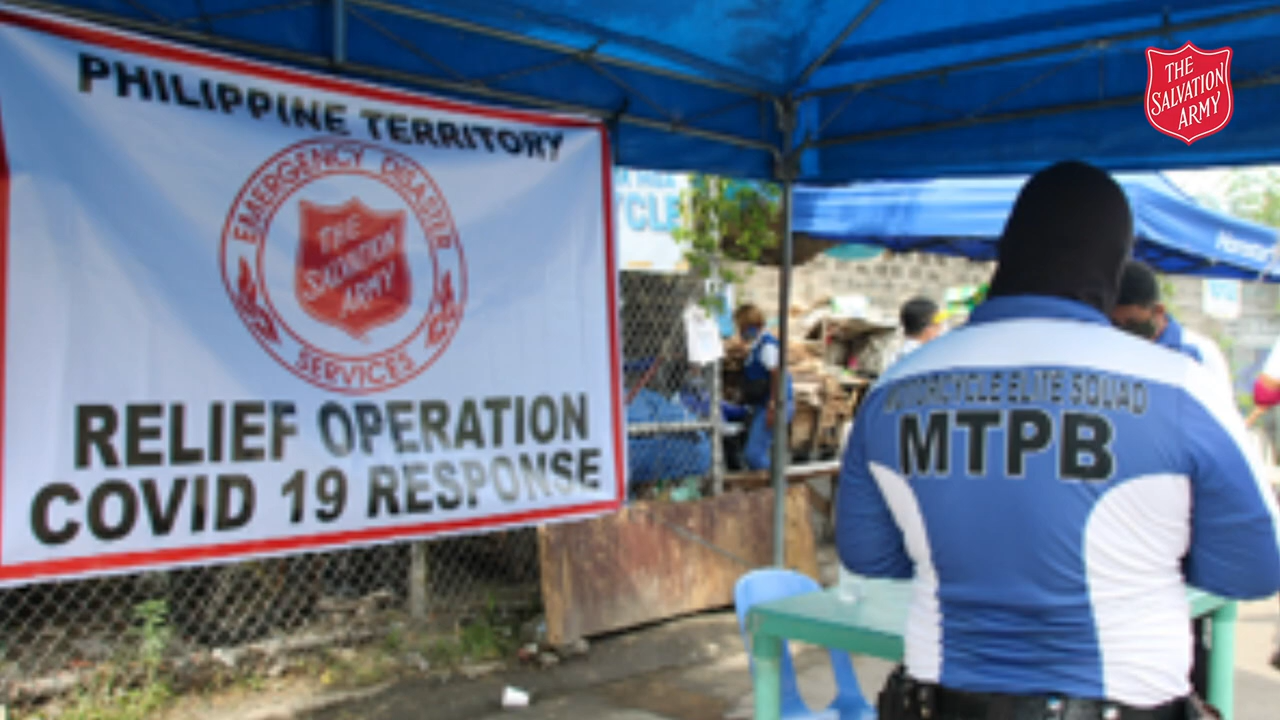 PHILIPPINE TERRITORY
EMERGENCY DISASTER
THE
SALVATION
ARMY
SERVICES
RELIEF OPERATION
COVID 19 RESPONSE
THE
SALVATION
ARMY
MOTORCYCLE ELITE SQUAD
MTPB